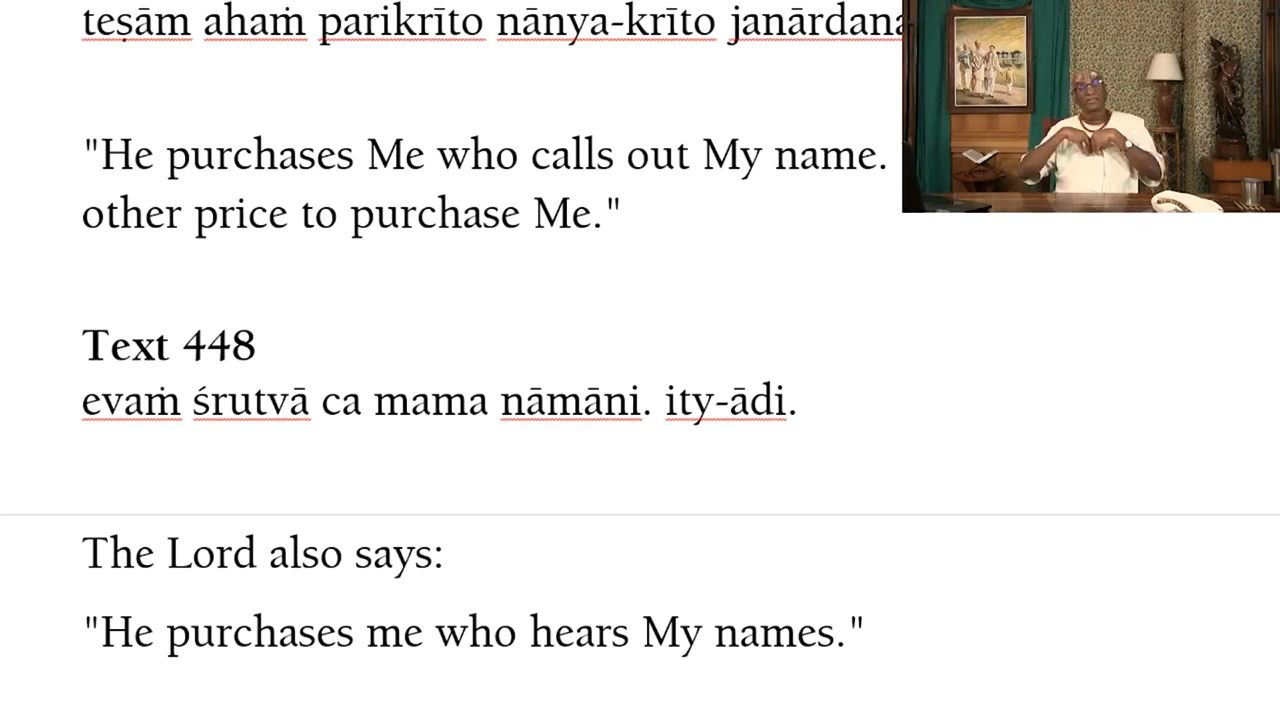 teṣām ahaṁ parikrīto nānya-krīto janārdana
"He purchases Me who calls out My name.
other price to purchase Me."
Text 448
evaṁ śrutvā ca mama nāmāni. ity-ādi.
The Lord also says:
"He purchases me who hears My names."